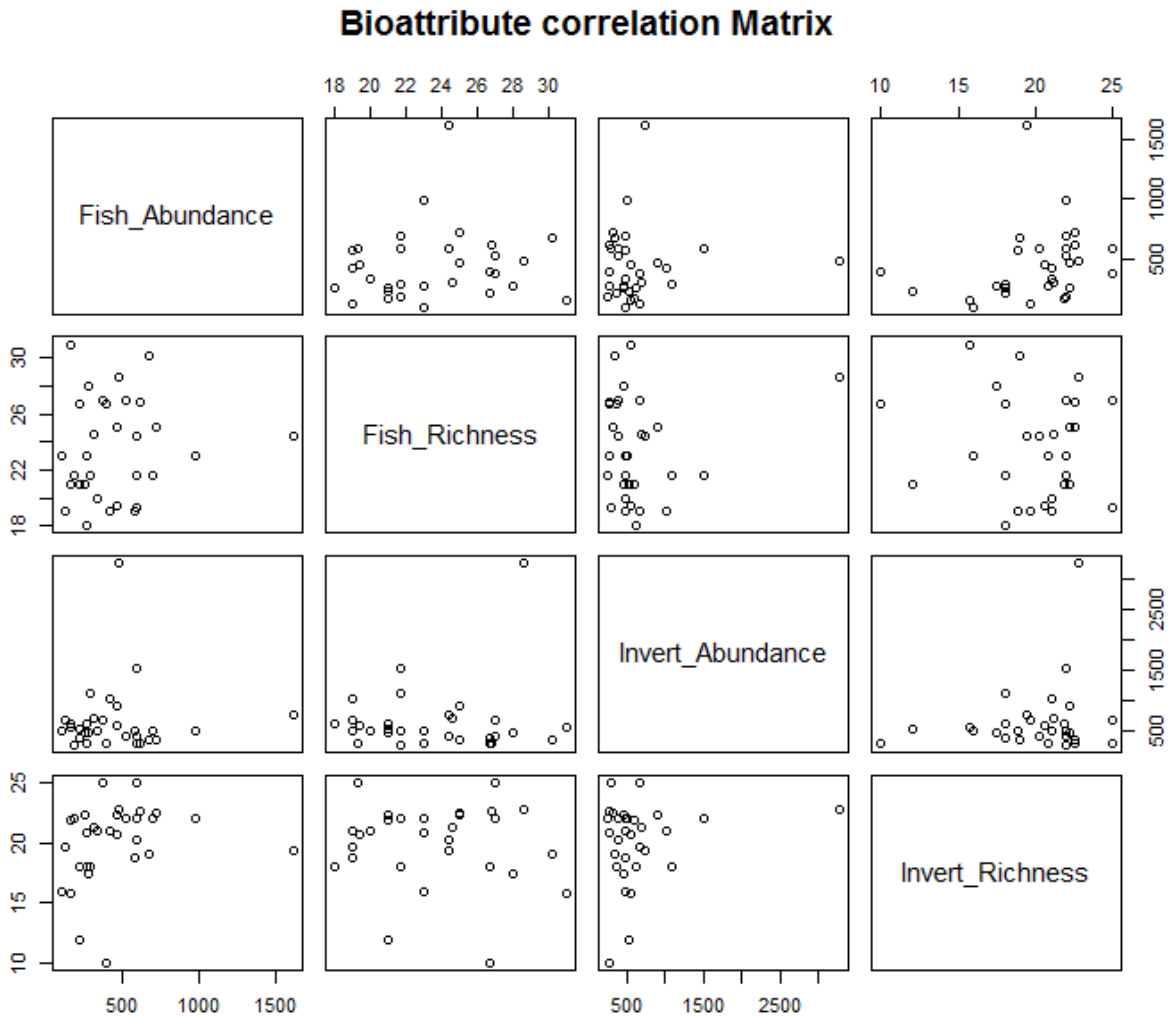 Bioattribute correlation Matrix
18 20 22 24 26 28 30
10 15 20 25
Fish_Abundance
500 1000 1500
18 22 26 30
Fish_Richness
Invert_Abundance
500 1500 2500
10 15 20 25
Invert_Richness
500 1000 1500
500 1500 2500